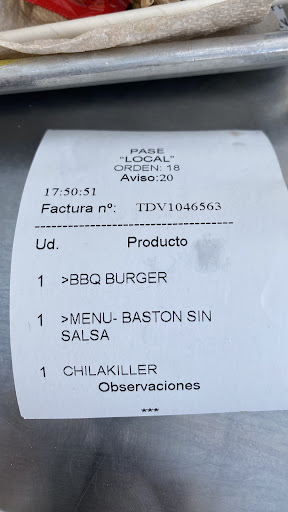 PASE
"LOCAL"
ORDEN: 18
Aviso:20
17:50:51
Factura nº: TDV1046563
------------------------------------
Ud. Producto
1 >BBQ BURGER
1 >MENU- BASTON SIN
SALSA
1 CHILAKILLER
Observaciones
***